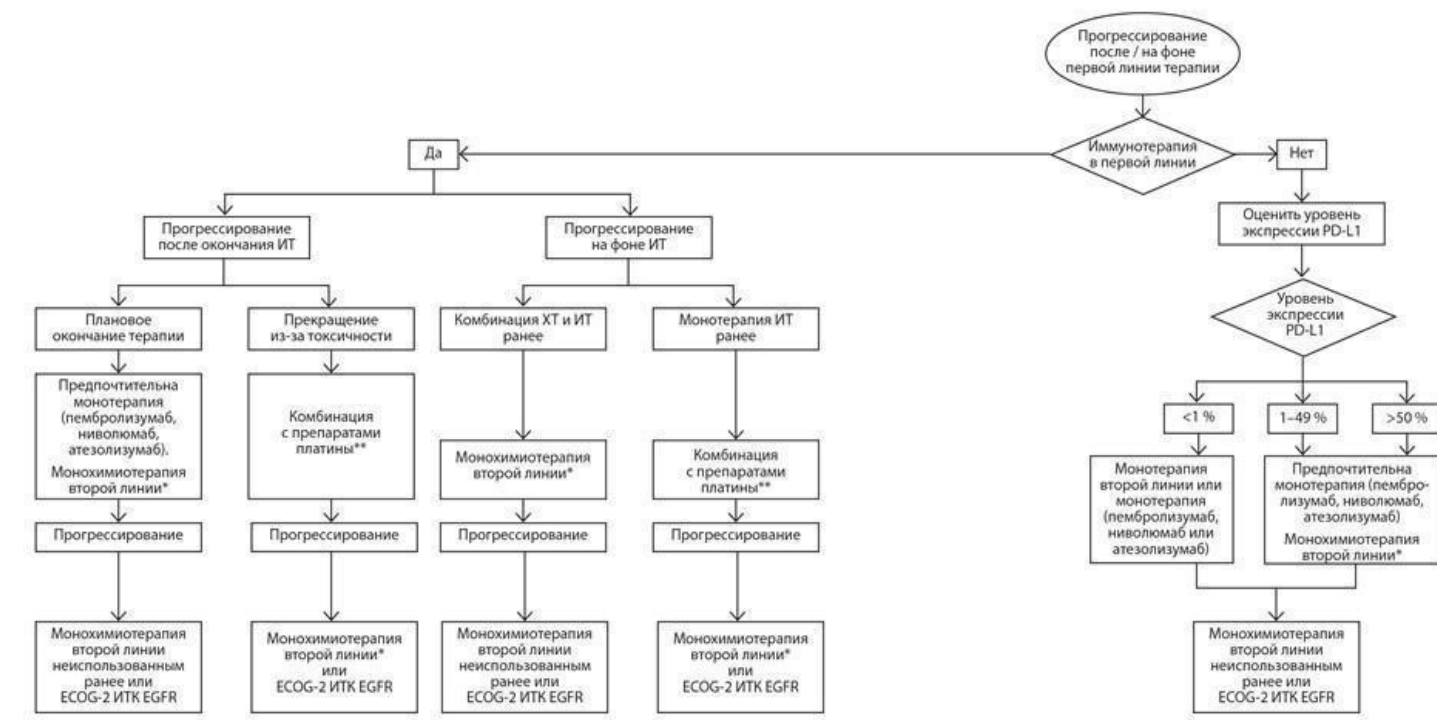 Прогрессирование
после / на фоне
первой линии терапии
Иммунотерапия
в первой линии
Да
Нет
Прогрессирование
после окончания ИТ
Прогрессирование
на фоне ИТ
Оценить уровень
экспрессии PD-L1
Плановое
окончание терапии
Прекращение
из-за токсичности
Комбинация ХТ и ИТ
ранее
Монотерапия ИТ
ранее
Уровень
экспрессии
PD-L1
Предпочтительна
монотерапия
(пембролизумаб,
ниволюмаб,
атезолизумаб).
Монохимиотерапия
второй линии*
Комбинация
с препаратами
платины**
Монохимиотерапия
второй линии*
Комбинация
с препаратами
платины**
<1 %
1–49 %
>50 %
Монотерапия
второй линии или
монотерапия
(пембролизумаб,
ниволюмаб или
атезолизумаб)
Предпочтительна
монотерапия (пембро-
лизумаб, ниволюмаб,
атезолизумаб)
Монохимиотерапия
второй линии*
Прогрессирование
Прогрессирование
Прогрессирование
Прогрессирование
Монохимиотерапия
второй линии
неиспользованным
ранее или
ECOG-2 ИТК EGFR
Монохимиотерапия
второй линии*
или
ECOG-2 ИТК EGFR
Монохимиотерапия
второй линии
неиспользованным
ранее или
ECOG-2 ИТК EGFR
Монохимиотерапия
второй линии*
или
ECOG-2 ИТК EGFR
Монохимиотерапия
второй линии
неиспользованным
ранее или
ECOG-2 ИТК EGFR